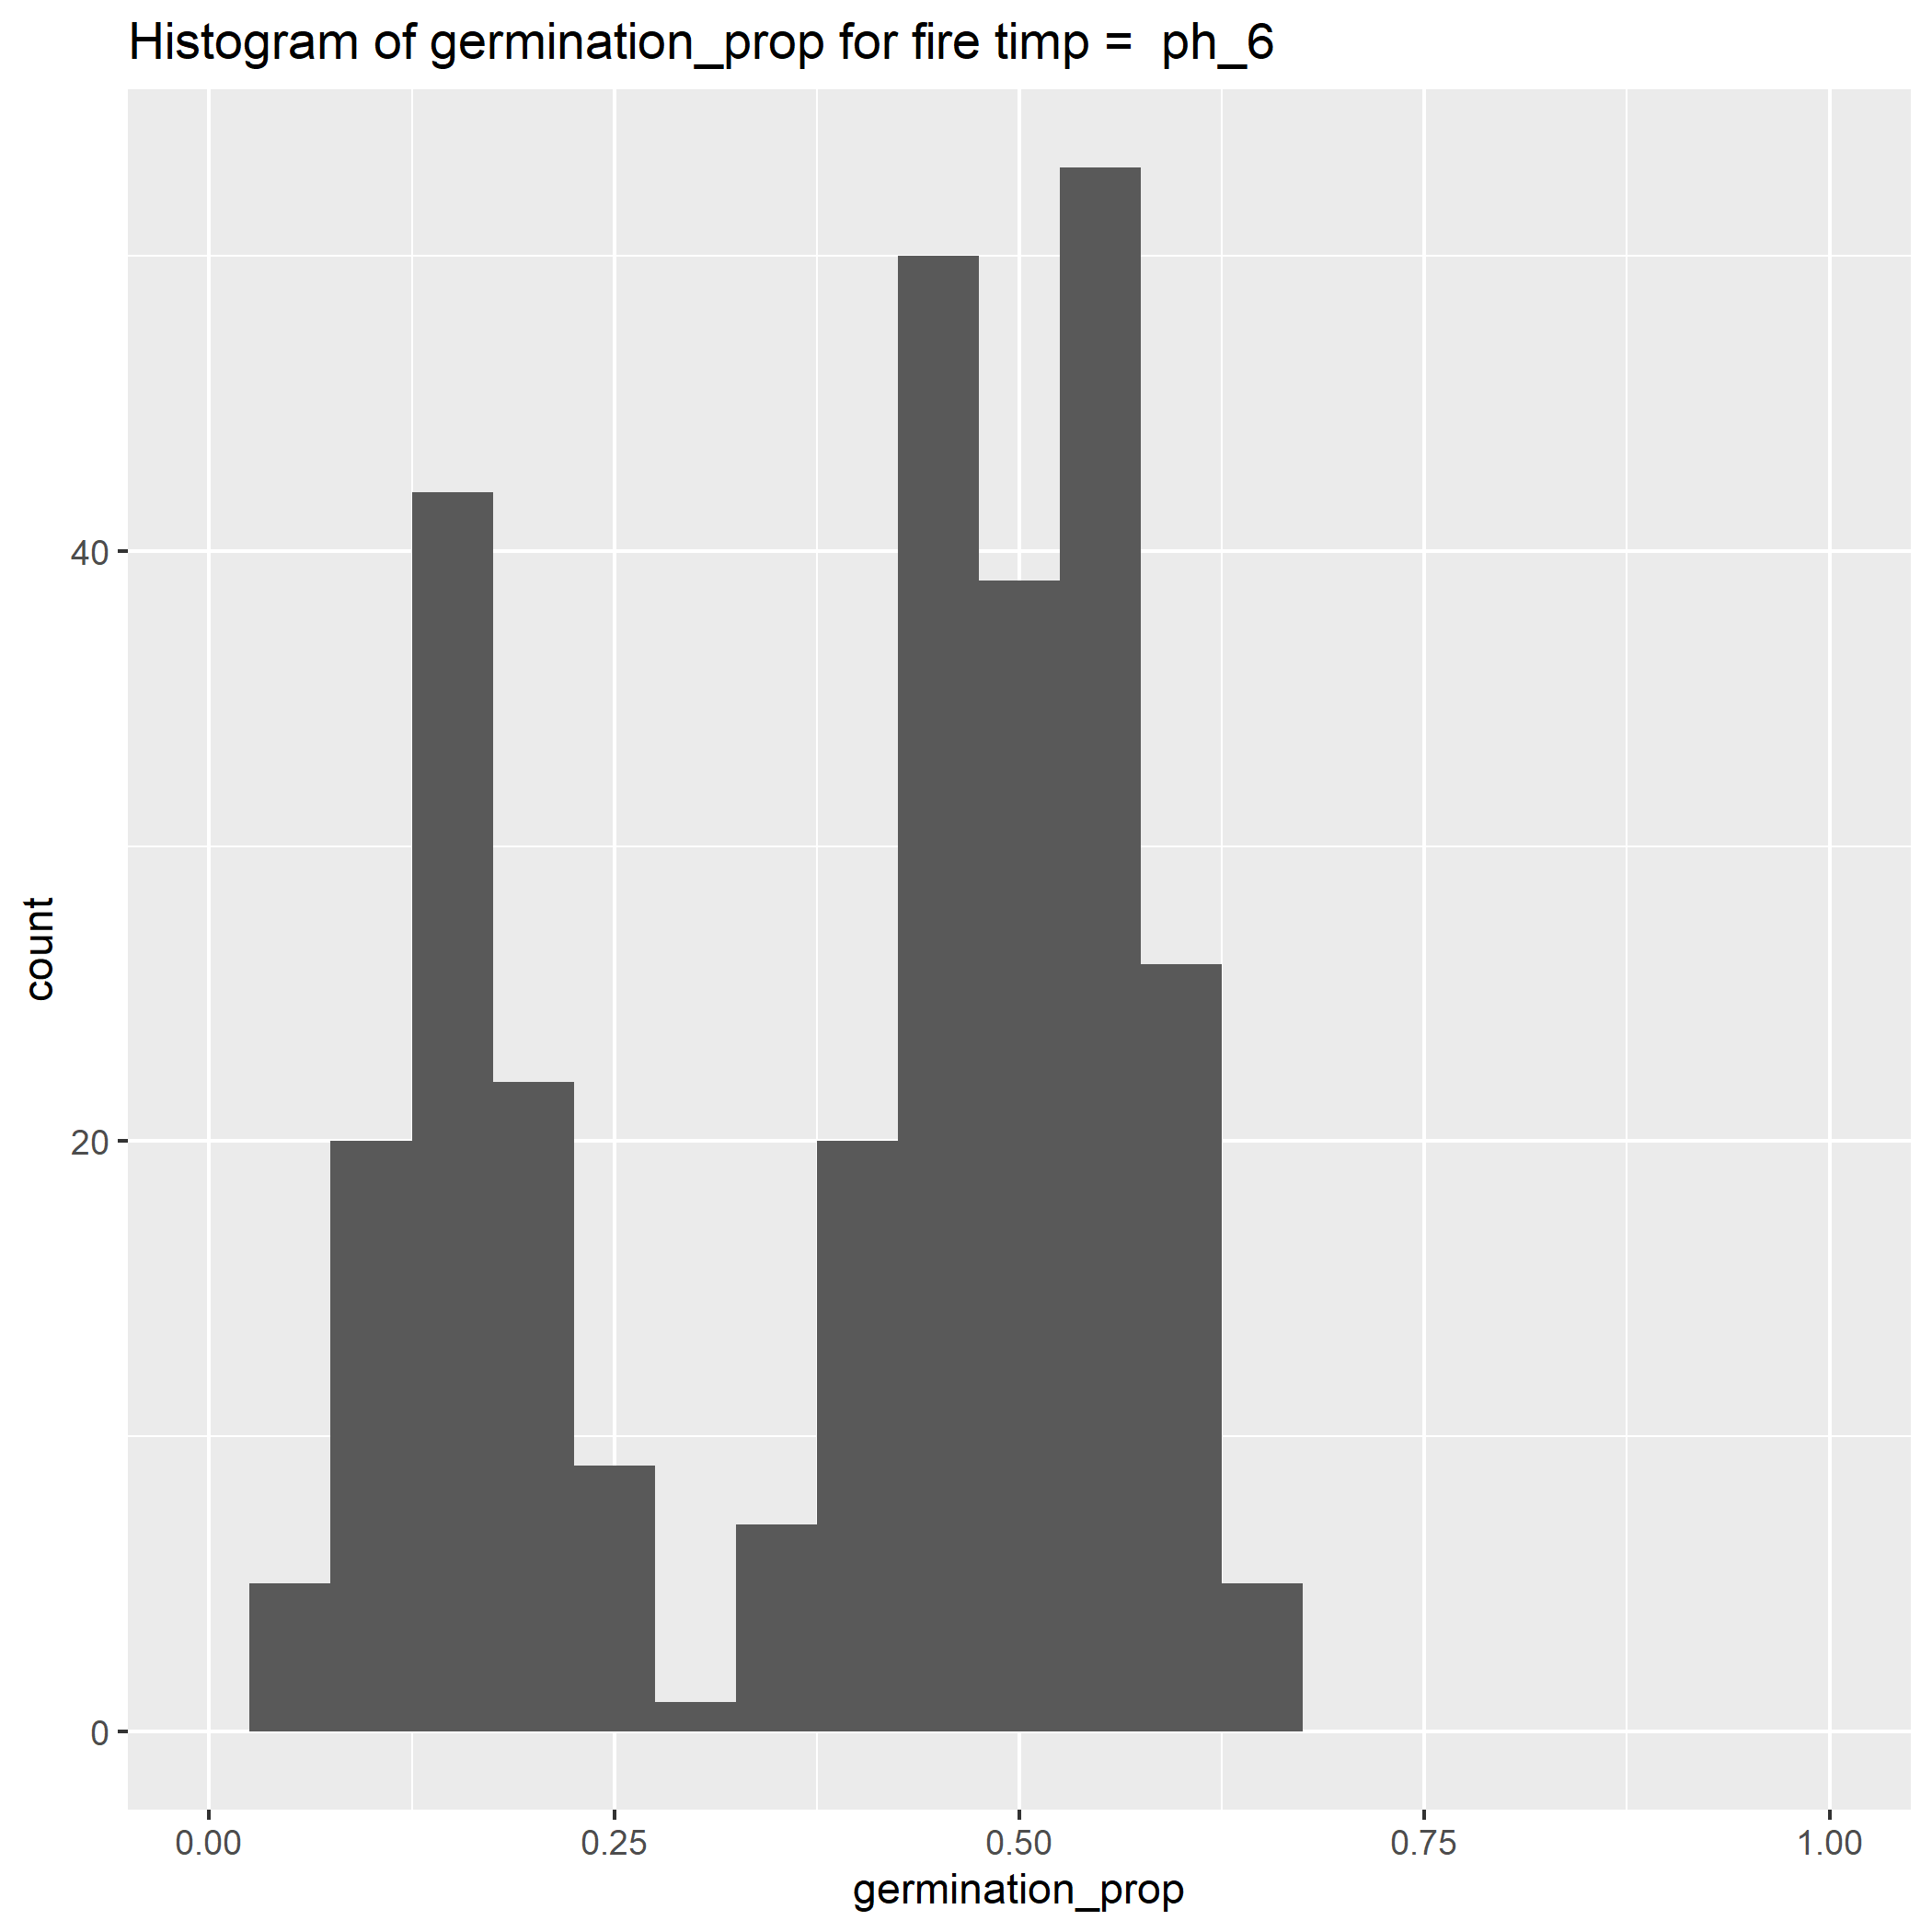 Histogram of germination_prop for fire timp =  ph_6
count
40
20
0
0.00 0.25 0.50 0.75 1.00
germination_prop